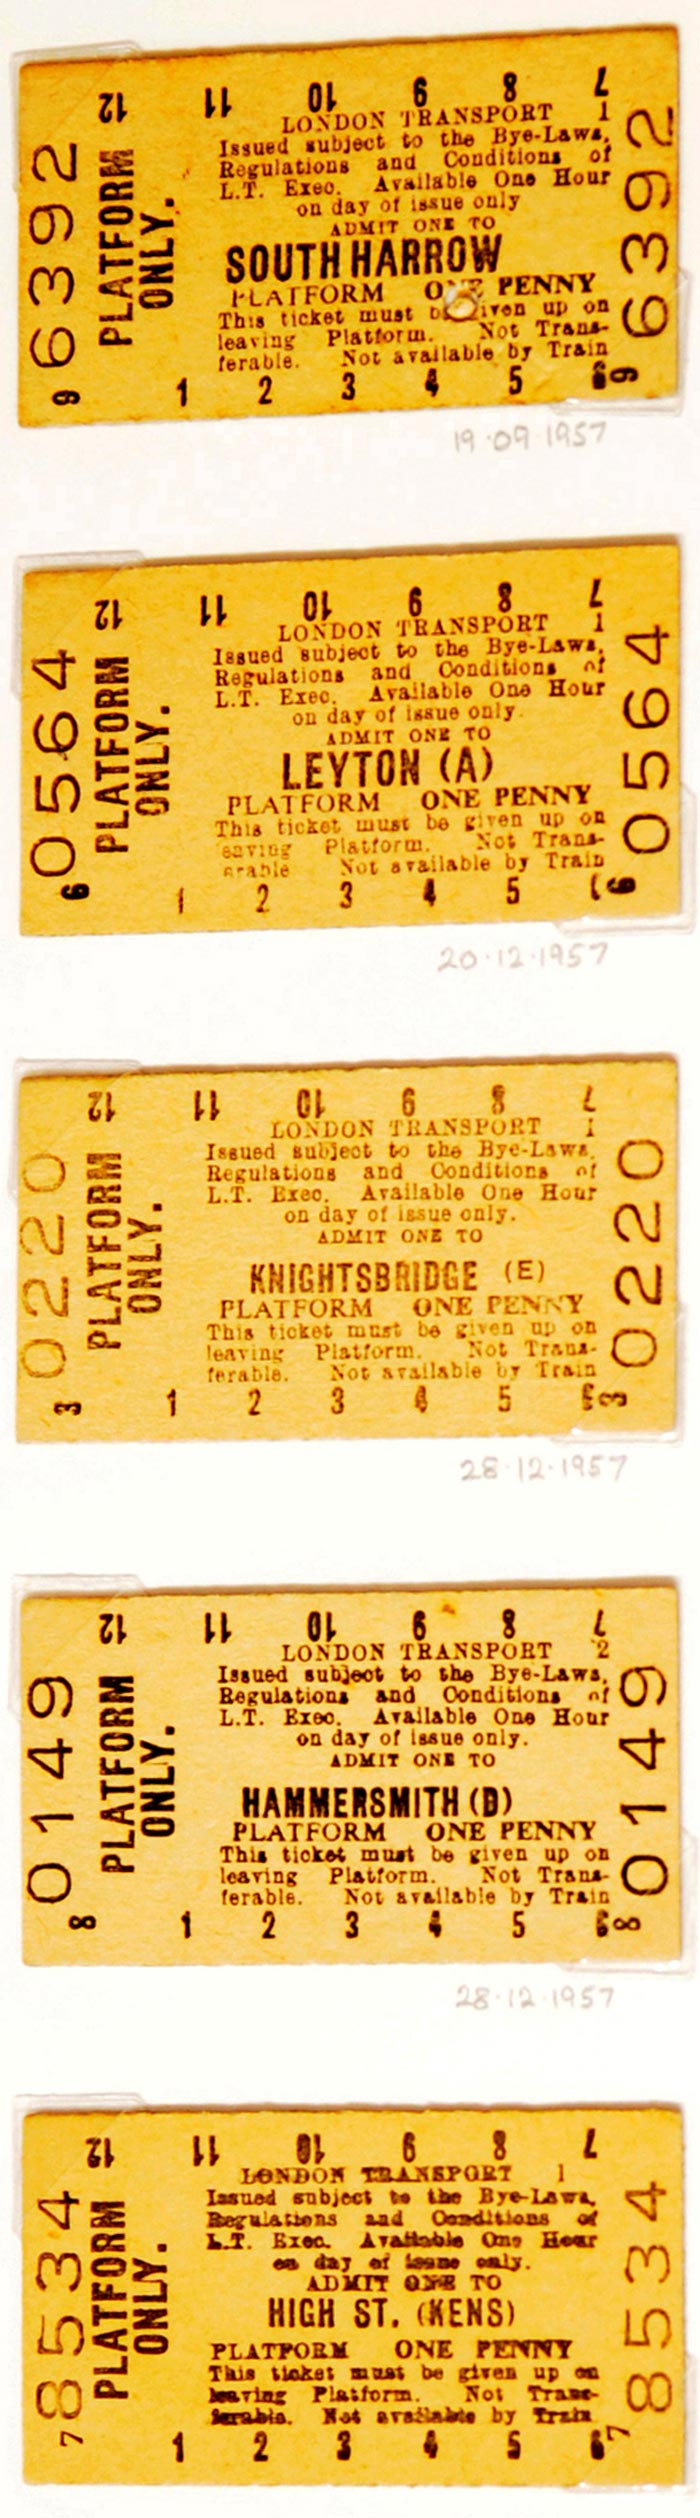 12 11 10 9 8 7
LONDON TRANSPORT 1
Issued subject to the Bye-Laws,
Regulations and Conditions of
L.T. Exec. Available One Hour
on day of issue only
ADMIT ONE TO
SOUTH HARROW
PLATFORM ONE PENNY
This ticket must be given up on
leaving Platform. Not Trans-
ferable. Not available by Train
1 2 3 4 5 6
PLATFORM
ONLY.
6392
6392
9
9
19·09·1957
12 11 10 9 8 7
LONDON TRANSPORT 1
Issued subject to the Bye-Laws,
Regulations and Conditions of
L.T. Exec. Available One Hour
on day of issue only.
ADMIT ONE TO
LEYTON (A)
PLATFORM ONE PENNY
This ticket must be given up on
eaving Platform. Not Trans-
erable Not available by Train
1 2 3 4 5
PLATFORM
ONLY.
0564
0564
6
6
20·12·1957
12 11 10 9 8 7
LONDON TRANSPORT 1
Issued subject to the Bye-Laws,
Regulations and Conditions of
L.T. Exec. Available One Hour
on day of issue only.
ADMIT ONE TO
KNIGHTSBRIDGE (E)
PLATFORM ONE PENNY
This ticket must be given up on
leaving Platform. Not Trans-
ferable. Not available by Train
1 2 3 4 5 6
PLATFORM
ONLY.
0220
0220
3
3
28·12·1957
12 11 10 9 8 7
LONDON TRANSPORT 2
Issued subject to the Bye-Laws,
Regulations and Conditions of
L.T. Exec. Available One Hour
on day of issue only.
ADMIT ONE TO
HAMMERSMITH (D)
PLATFORM ONE PENNY
This ticket must be given up on
leaving Platform. Not Trans-
ferable. Not available by Train
1 2 3 4 5 6
PLATFORM
ONLY.
0149
0149
8
8
28·12·1957
12 11 10 9 8 7
LONDON TRANSPORT 1
Issued subject to the Bye-Laws,
Regulations and Conditions of
L.T. Exec. Available One Hour
on day of issue only.
ADMIT ONE TO
HIGH ST. (KENS)
PLATFORM ONE PENNY
This ticket must be given up on
leaving Platform. Not Trans-
ferable. Not available by Train
1 2 3 4 5 6
PLATFORM
ONLY.
8534
8534
7
7